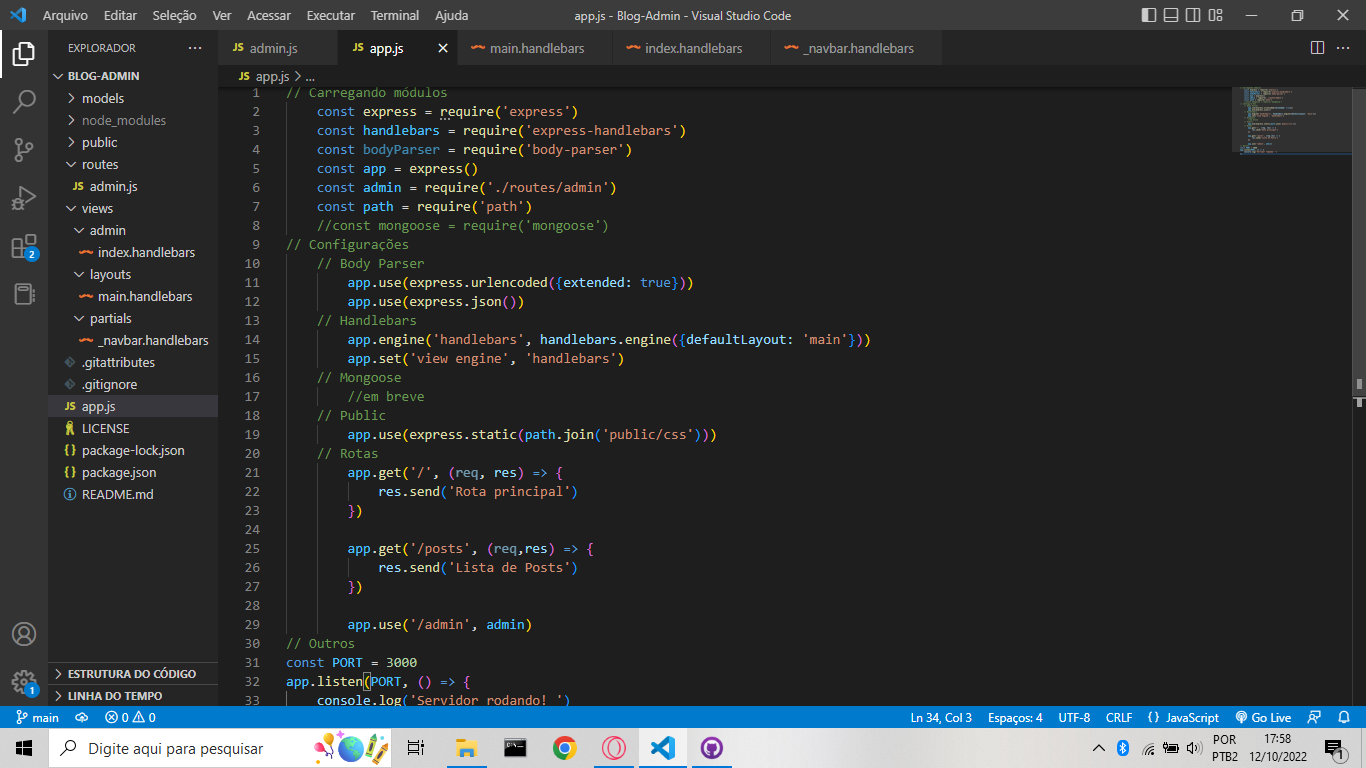 Arquivo Editar Seleção Ver Acessar Executar Terminal Ajuda
app.js - Blog-Admin - Visual Studio Code
EXPLORADOR
BLOG-ADMIN
models
node_modules
public
routes
JS admin.js
views
admin
index.handlebars
layouts
main.handlebars
partials
_navbar.handlebars
.gitattributes
.gitignore
JS app.js
LICENSE
{} package-lock.json
{} package.json
README.md
ESTRUTURA DO CÓDIGO
LINHA DO TEMPO
2
1
JS admin.js JS app.js main.handlebars index.handlebars _navbar.handlebars
JS app.js > ...
1 // Carregando módulos
2 const express = require('express')
3 const handlebars = require('express-handlebars')
4 const bodyParser = require('body-parser')
5 const app = express()
6 const admin = require('./routes/admin')
7 const path = require('path')
8 //const mongoose = require('mongoose')
9 // Configurações
10 // Body Parser
11 app.use(express.urlencoded({extended: true}))
12 app.use(express.json())
13 // Handlebars
14 app.engine('handlebars', handlebars.engine({defaultLayout: 'main'}))
15 app.set('view engine', 'handlebars')
16 // Mongoose
17 //em breve
18 // Public
19 app.use(express.static(path.join('public/css')))
20 // Rotas
21 app.get('/', (req, res) => {
22 res.send('Rota principal')
23 })
24
25 app.get('/posts', (req,res) => {
26 res.send('Lista de Posts')
27 })
28
29 app.use('/admin', admin)
30 // Outros
31 const PORT = 3000
32 app.listen(PORT, () => {
33 console.log('Servidor rodando! ')
main 0 0 Ln 34, Col 3 Espaços: 4 UTF-8 CRLF {} JavaScript Go Live
Digite aqui para pesquisar
POR
PTB2
17:58
12/10/2022
1